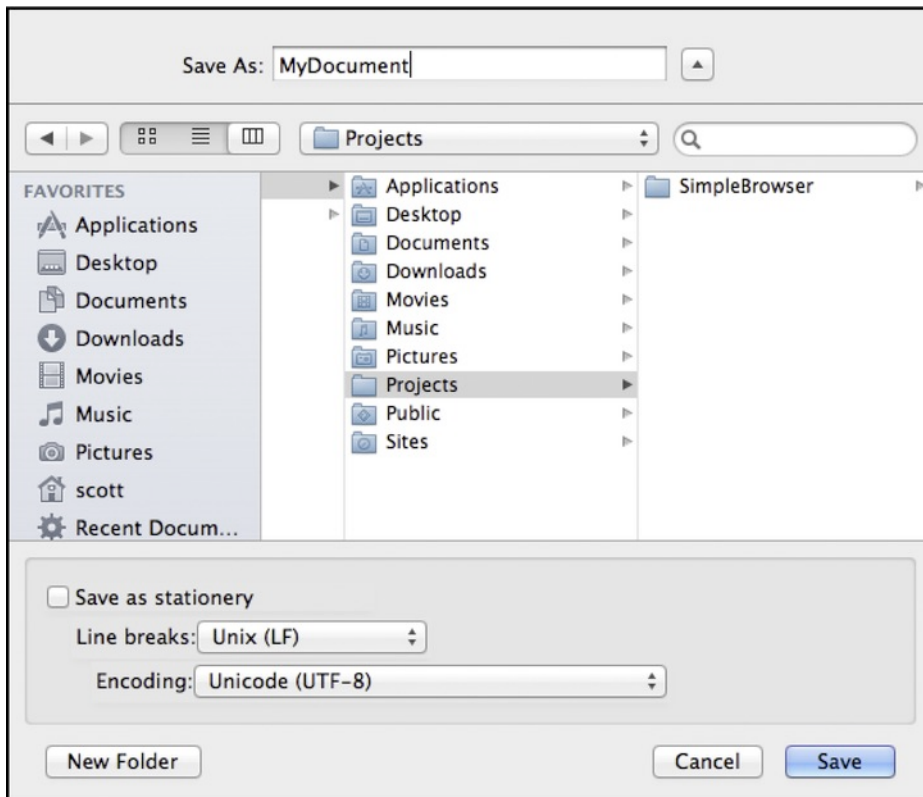 Save As: MyDocument
Projects
FAVORITES
Applications
Desktop
Documents
Downloads
Movies
Music
Pictures
scott
Recent Docum...
Applications
Desktop
Documents
Downloads
Movies
Music
Pictures
Projects
Public
Sites
SimpleBrowser
Save as stationery
Line breaks: Unix (LF)
Encoding: Unicode (UTF-8)
New Folder Cancel Save